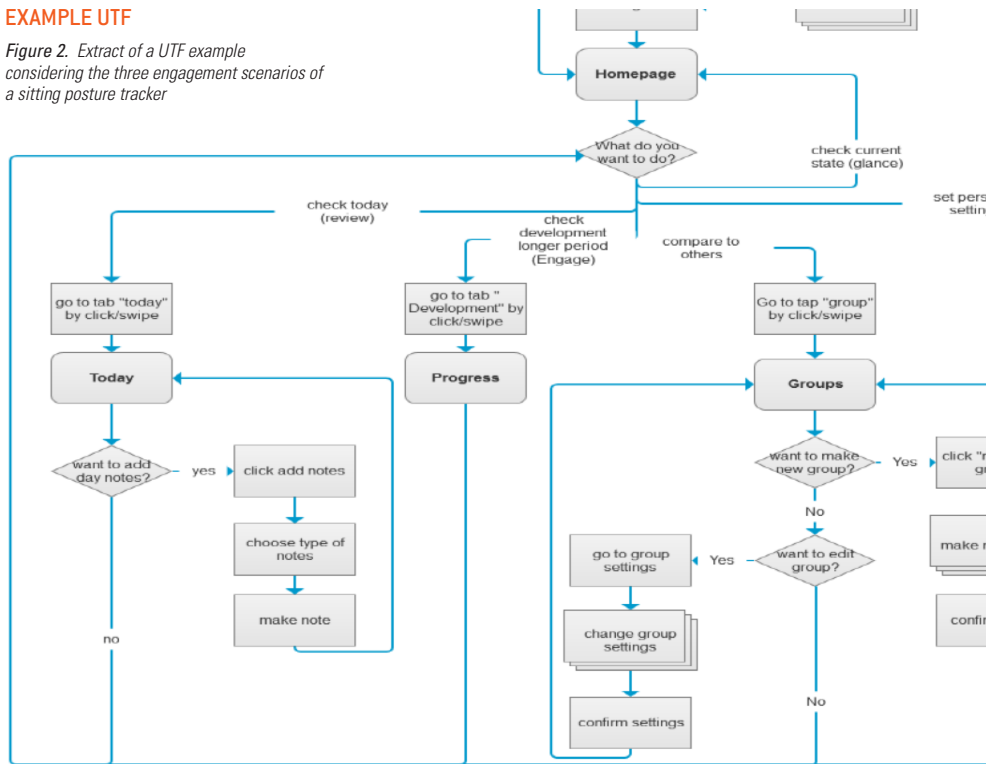 EXAMPLE UTF
Figure 2. Extract of a UTF example
considering the three engagement scenarios of
a sitting posture tracker
Homepage
What do you
want to do?
check current
state (glance)
check today
(review)
check
development
longer period
(Engage)
compare to
others
set
go to tab "today"
by click/swipe
go to tab "
Development" by
click/swipe
Go to tap "group"
by click/swipe
Today
Progress
Groups
want to add
day notes?
yes
click add notes
want to make
new group?
Yes
click
choose type of
notes
No
go to group
settings
Yes
want to edit
group?
make
make note
no
change group
settings
confirm settings
No